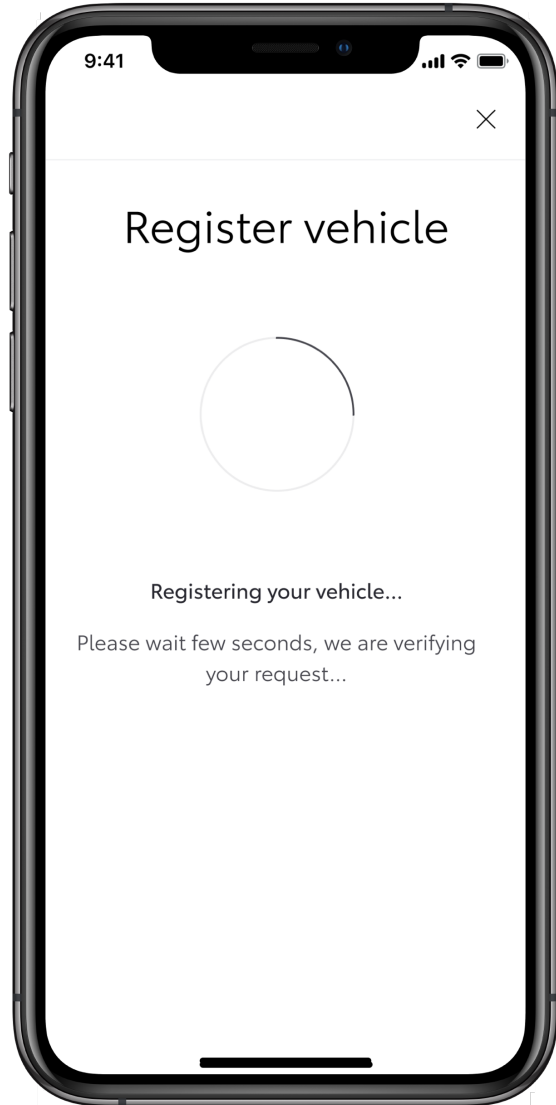 9:41
Register vehicle
Registering your vehicle...
Please wait few seconds, we are verifying
your request...